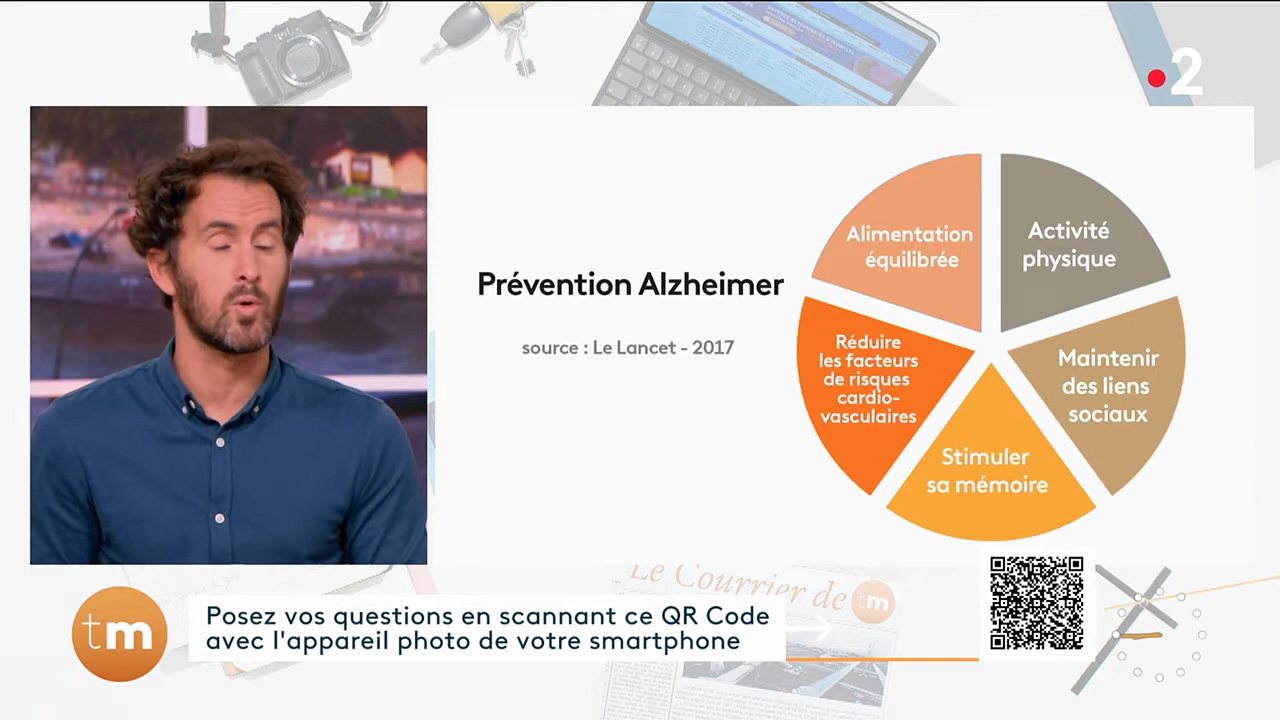 2
Prévention Alzheimer
source : Le Lancet - 2017
Alimentation
équilibrée
Activité
physique
Réduire
les facteurs
de risques
cardio-
vasculaires
Maintenir
des liens
sociaux
Stimuler
sa mémoire
Le Courrier de tm
tm
Posez vos questions en scannant ce QR Code
avec l'appareil photo de votre smartphone